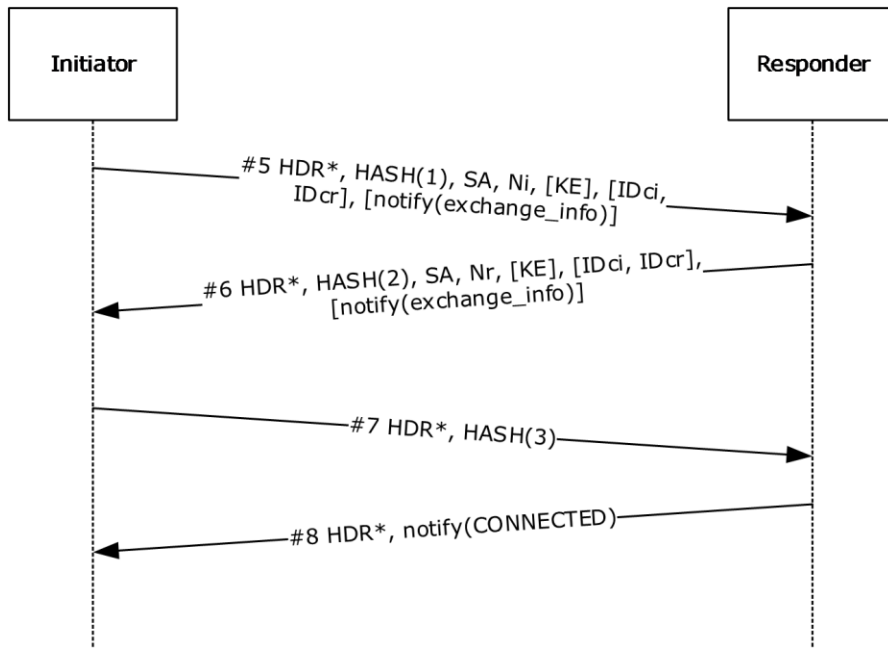 Initiator
Responder
#5 HDR*, HASH(1), SA, Ni, [KE], [IDci,
IDcr], [notify(exchange_info)]
#6 HDR*, HASH(2), SA, Nr, [KE], [IDci, IDcr],
[notify(exchange_info)]
#7 HDR*, HASH(3)
#8 HDR*, notify(CONNECTED)